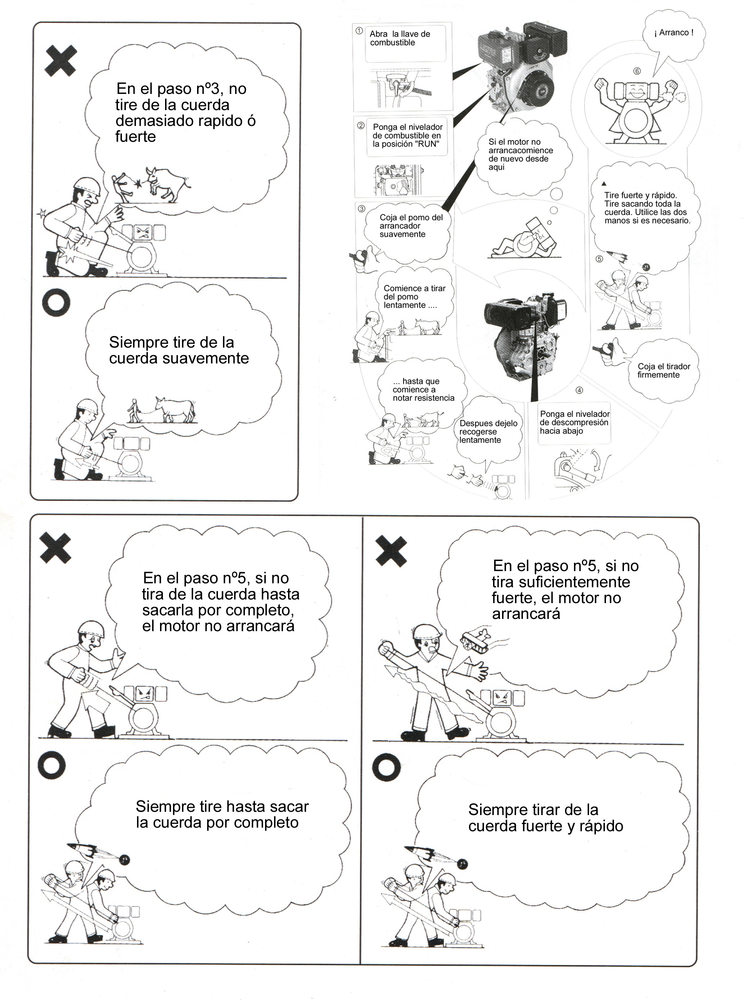 En el paso nº3, no
tire de la cuerda
demasiado rapido ó
fuerte
Siempre tire de la
cuerda suavemente
①
Abra la llave de
combustible
②
Ponga el nivelador
de combustible en
la posición "RUN"
③
Coja el pomo del
arrancador
suavemente
Comience a tirar
del pomo
lentamente ....
... hasta que
comience a
notar resistencia
Despues dejelo
recogerse
lentamente
④
Ponga el nivelador
de descompresión
hacia abajo
Coja el tirador
firmemente
⑤
Tire fuerte y rápido.
Tire sacando toda la
cuerda. Utilice las dos
manos si es necesario.
⑥
¡ Arranco !
Si el motor no
arrancacomience
de nuevo desde
aqui
En el paso nº5, si no
tira de la cuerda hasta
sacarla por completo,
el motor no arrancará
Siempre tire hasta sacar
la cuerda por completo
En el paso nº5, si no
tira suficientemente
fuerte, el motor no
arrancará
Siempre tirar de la
cuerda fuerte y rápido